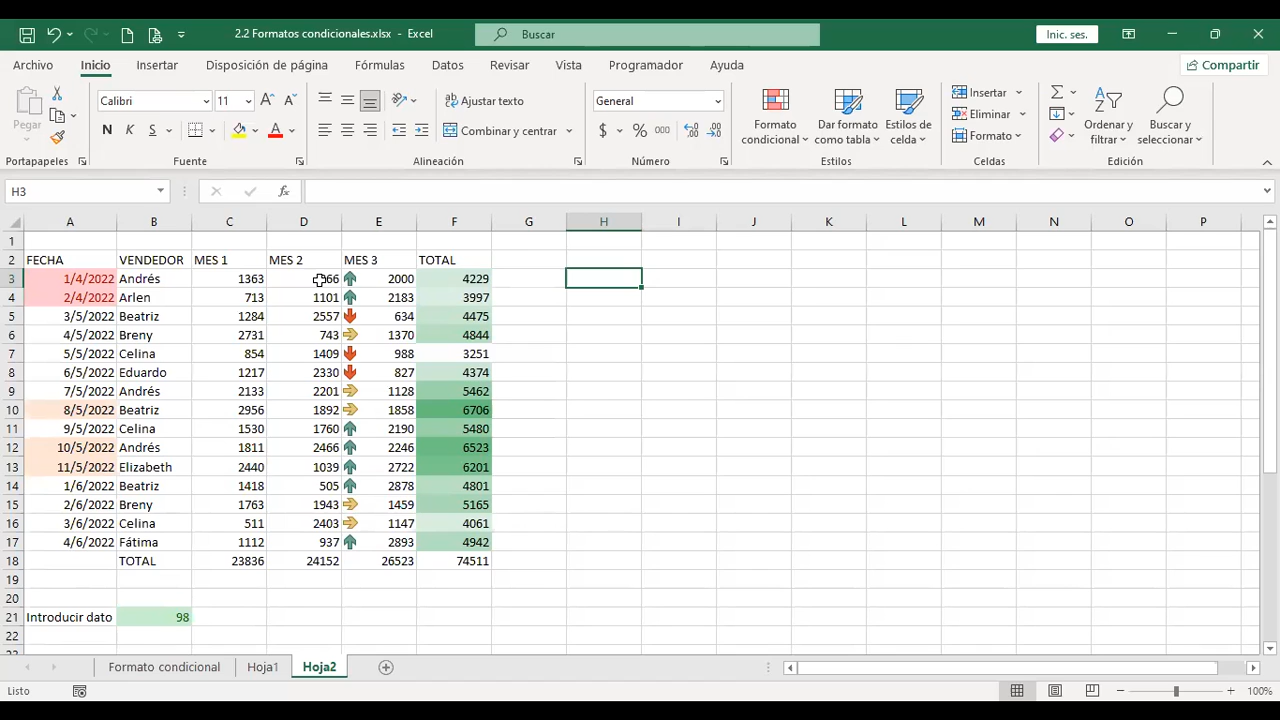 2.2 Formatos condicionales.xlsx - Excel
Buscar
Inic. ses.
Archivo Inicio Insertar Disposición de página Fórmulas Datos Revisar Vista Programador Ayuda Compartir
Pegar
Calibri 11
N K S
Ajustar texto
Combinar y centrar
General
$ % 000
Formato condicional
Dar formato como tabla
Estilos de celda
Insertar
Eliminar
Formato
Ordenar y filtrar
Buscar y seleccionar
Portapapeles Fuente Alineación Número Estilos Celdas Edición
H3 fx
A B C D E F G H I J K L M N O P
1
2 FECHA VENDEDOR MES 1 MES 2 MES 3 TOTAL
3 1/4/2022 Andrés 1363 2000 4229
4 2/4/2022 Arlen 713 1101 2183 3997
5 3/5/2022 Beatriz 1284 2557 634 4475
6 4/5/2022 Breny 2731 743 1370 4844
7 5/5/2022 Celina 854 1409 988 3251
8 6/5/2022 Eduardo 1217 2330 827 4374
9 7/5/2022 Andrés 2133 2201 1128 5462
10 8/5/2022 Beatriz 2956 1892 1858 6706
11 9/5/2022 Celina 1530 1760 2190 5480
12 10/5/2022 Andrés 1811 2466 2246 6523
13 11/5/2022 Elizabeth 2440 1039 2722 6201
14 1/6/2022 Beatriz 1418 505 2878 4801
15 2/6/2022 Breny 1763 1943 1459 5165
16 3/6/2022 Celina 511 2403 1147 4061
17 4/6/2022 Fátima 1112 937 2893 4942
18 TOTAL 23836 24152 26523 74511
19
20
21 Introducir dato 98
22
Formato condicional Hoja1 Hoja2
Listo
100%